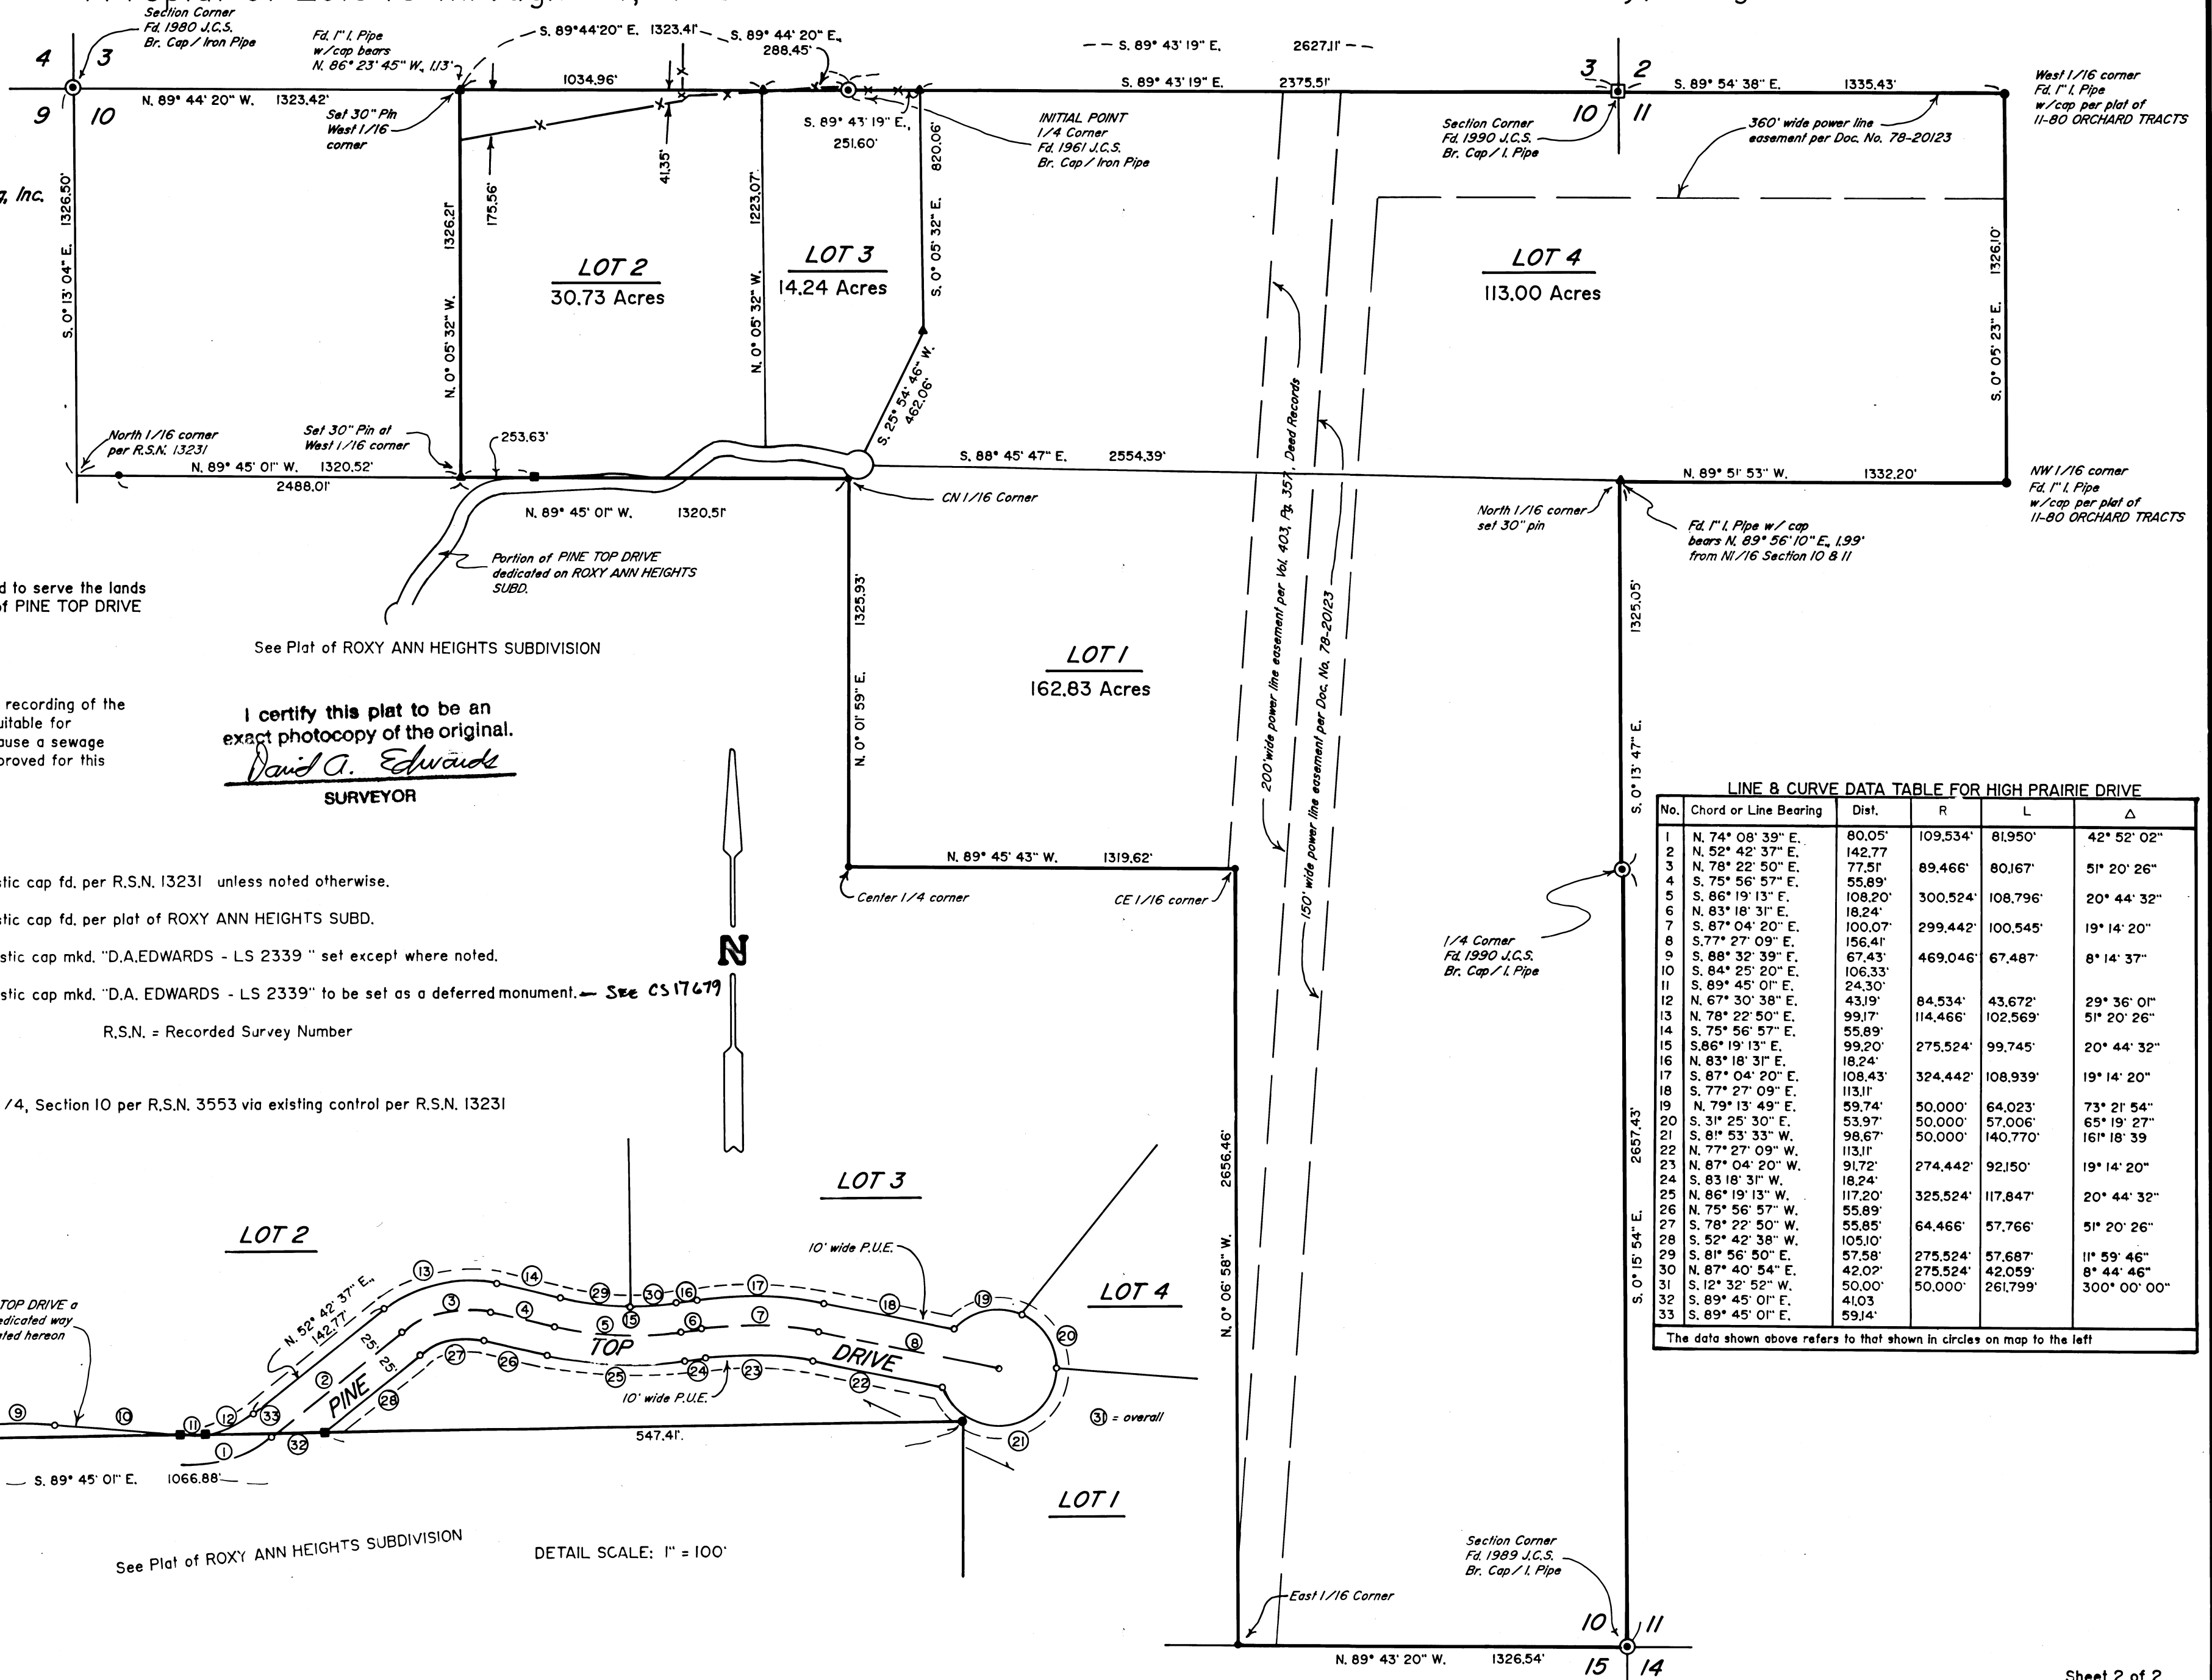 Section Corner
Fd. 1980 J.C.S.
Br. Cap / Iron Pipe
4 3
9 10
Fd. 1" I. Pipe
w/cap bears
N. 86° 23' 45" W., 1.13'
S. 89°44'20" E. 1323.41'
S. 89° 44' 20" E.,
288.45'
S. 89° 43' 19" E. 2627.11'
3 2
10 11
N. 89° 44' 20" W. 1323.42'
1034.96'
S. 89° 43' 19" E. 2375.51'
S. 89° 54' 38" E. 1335.43'
West 1/16 corner
Fd. 1" I. Pipe
w/cap per plat of
11-80 ORCHARD TRACTS
Set 30" Pin
West 1/16
corner
S. 89° 43' 19" E.,
251.60'
INITIAL POINT
1/4 Corner
Fd. 1961 J.C.S.
Br. Cap / Iron Pipe
Section Corner
Fd. 1990 J.C.S.
Br. Cap / I. Pipe
360' wide power line
easement per Doc. No. 78-20123
Inc.
S. 0° 13' 04" E. 1326.50'
N. 0° 05' 32" W. 1326.21'
175.56'
41.35'
N. 0° 05' 32" W. 1223.07'
S. 0° 05' 32" E. 820.06'
S. 0° 05' 23" E. 1326.10'
LOT 2
30.73 Acres
LOT 3
14.24 Acres
LOT 4
113.00 Acres
S. 25° 54' 46" W.
462.06'
North 1/16 corner
per R.S.N. 13231
Set 30" Pin at
West 1/16 corner
253.63'
N. 89° 45' 01" W. 1320.52'
2488.01'
N. 89° 45' 01" W. 1320.51'
CN 1/16 Corner
S. 88° 45' 47" E. 2554.39'
N. 89° 51' 53" W. 1332.20'
NW 1/16 corner
Fd. 1" I. Pipe
w/cap per plat of
11-80 ORCHARD TRACTS
North 1/16 corner
set 30" pin
Fd. 1" I. Pipe w/ cap
bears N. 89° 56' 10" E., 1.99'
from N1/16 Section 10 & 11
Portion of PINE TOP DRIVE
dedicated on ROXY ANN HEIGHTS
SUBD.
d to serve the lands
of PINE TOP DRIVE
See Plat of ROXY ANN HEIGHTS SUBDIVISION
N. 0° 01' 59" E. 1325.93'
LOT 1
162.83 Acres
200' wide power line easement per Vol. 403, Pg. 357, Deed Records
150' wide power line easement per Doc. No. 78-20123
S. 0° 13' 47" E. 1325.05'
recording of the
uitable for
ause a sewage
proved for this
I certify this plat to be an
exact photocopy of the original.
David A. Edwards
SURVEYOR
N. 89° 45' 43" W. 1319.62'
Center 1/4 corner
CE 1/16 corner
1/4 Corner
Fd. 1990 J.C.S.
Br. Cap / I. Pipe
stic cap fd. per R.S.N. 13231 unless noted otherwise.
stic cap fd. per plat of ROXY ANN HEIGHTS SUBD.
stic cap mkd. "D.A.EDWARDS - LS 2339 " set except where noted.
stic cap mkd. "D.A. EDWARDS - LS 2339" to be set as a deferred monument. — SEE CS17679
R.S.N. = Recorded Survey Number
/4, Section 10 per R.S.N. 3553 via existing control per R.S.N. 13231
N
LINE & CURVE DATA TABLE FOR HIGH PRAIRIE DRIVE
No. Chord or Line Bearing Dist. R L Δ
1 N. 74° 08' 39" E. 80.05' 109.534' 81.950' 42° 52' 02"
2 N. 52° 42' 37" E. 142.77
3 N. 78° 22' 50" E. 77.51' 89.466' 80.167' 51° 20' 26"
4 S. 75° 56' 57" E. 55.89'
5 S. 86° 19' 13" E. 108.20' 300.524' 108.796' 20° 44' 32"
6 N. 83° 18' 31" E. 18.24'
7 S. 87° 04' 20" E. 100.07' 299.442' 100.545' 19° 14' 20"
8 S.77° 27' 09" E. 156.41'
9 S. 88° 32' 39" E. 67.43' 469.046' 67.487' 8° 14' 37"
10 S. 84° 25' 20" E. 106.33'
11 S. 89° 45' 01" E. 24.30'
12 N. 67° 30' 38" E. 43.19' 84.534' 43.672' 29° 36' 01"
13 N. 78° 22' 50" E. 99.17' 114.466' 102.569' 51° 20' 26"
14 S. 75° 56' 57" E. 55.89'
15 S.86° 19' 13" E. 99.20' 275.524' 99.745' 20° 44' 32"
16 N. 83° 18' 31" E. 18.24'
17 S. 87° 04' 20" E. 108.43' 324.442' 108.939' 19° 14' 20"
18 S. 77° 27' 09" E. 113.11'
19 N. 79° 13' 49" E. 59.74' 50.000' 64.023' 73° 21' 54"
20 S. 31° 25' 30" E. 53.97' 50.000' 57.006' 65° 19' 27"
21 S. 81° 53' 33" W. 98.67' 50.000' 140.770' 161° 18' 39
22 N. 77° 27' 09" W. 113.11'
23 N. 87° 04' 20" W. 91.72' 274.442' 92.150' 19° 14' 20"
24 S. 83 18' 31" W. 18.24'
25 N. 86° 19' 13" W. 117.20' 325.524' 117.847' 20° 44' 32"
26 N. 75° 56' 57" W. 55.89'
27 S. 78° 22' 50" W. 55.85' 64.466' 57.766' 51° 20' 26"
28 S. 52° 42' 38" W. 105.10'
29 S. 81° 56' 50" E. 57.58' 275.524' 57.687' 11° 59' 46"
30 N. 87° 40' 54" E. 42.02' 275.524' 42.059' 8° 44' 46"
31 S. 12° 32' 52" W. 50.00' 50.000' 261.799' 300° 00' 00"
32 S. 89° 45' 01" E. 41.03
33 S. 89° 45' 01" E. 59.14'
The data shown above refers to that shown in circles on map to the left
N. 0° 06' 58" W. 2656.46'
S. 0° 15' 54" E. 2657.43'
LOT 2
LOT 3
LOT 4
LOT 1
10' wide P.U.E.
10' wide P.U.E.
TOP DRIVE a
edicated way
ated hereon
N. 52° 42' 37" E.,
142.77'
25' 25'
PINE TOP DRIVE
13 14 29 30 16 17 18 19
3 4 5 15 6 7 8 20
2 27 26 25 24 23 22 21
9 10 11 12 33 28
1 32
31 = overall
547.41'
S. 89° 45' 01" E. 1066.88'
See Plat of ROXY ANN HEIGHTS SUBDIVISION
DETAIL SCALE: 1" = 100'
Section Corner
Fd. 1989 J.C.S.
Br. Cap / I. Pipe
East 1/16 Corner
10 11
15 14
N. 89° 43' 20" W. 1326.54'
Sheet 2 of 2